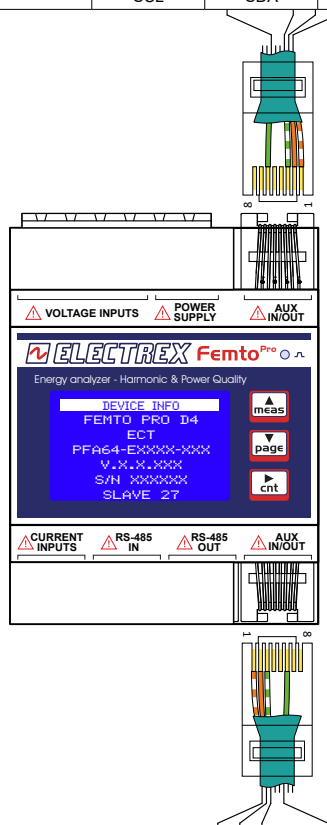 8 1
VOLTAGE INPUTS
POWER
SUPPLY
AUX
IN/OUT
ELECTREX Femto Pro
Energy analyzer - Harmonic & Power Quality
DEVICE INFO
FEMTO PRO D4
ECT
PFA64-EXXXX-XXX
V.X.X.XXX
S/N XXXXXX
SLAVE 27
meas
page
cnt
CURRENT
INPUTS
RS-485
IN
RS-485
OUT
AUX
IN/OUT
1 8